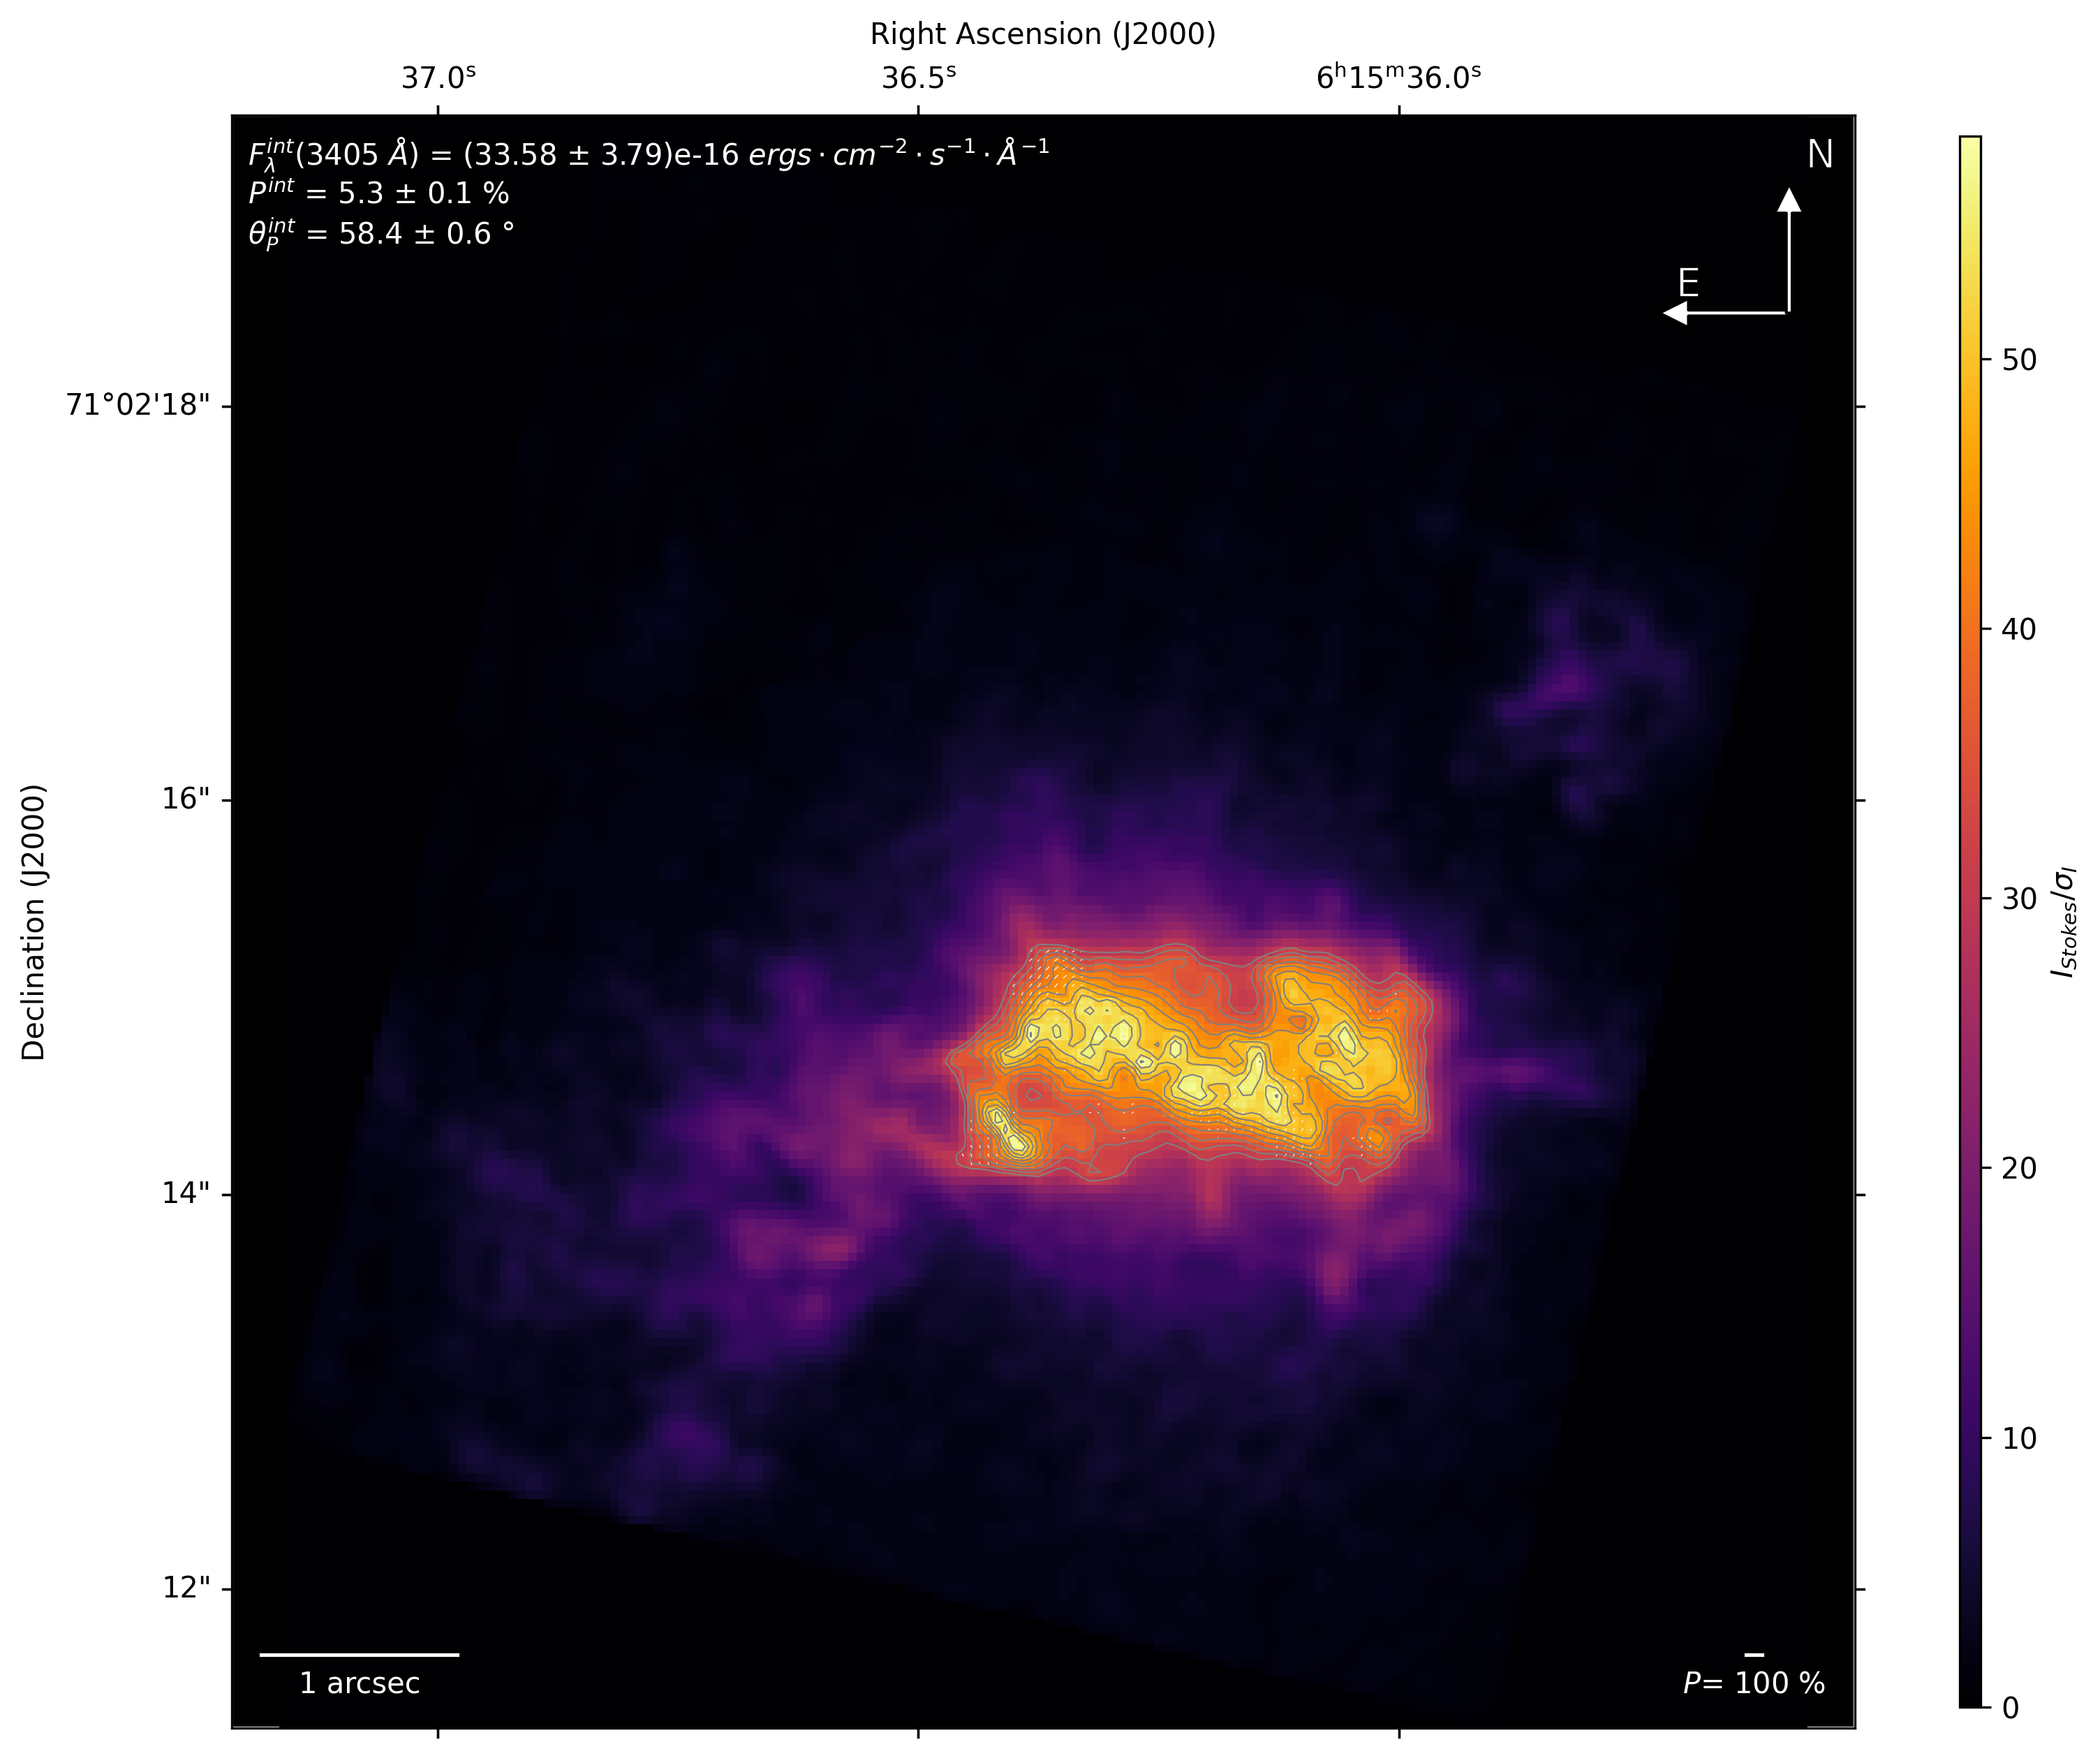 Right Ascension (J2000)
37.0ˢ 36.5ˢ 6ʰ15ᵐ36.0ˢ
F_λ^int(3405 Å) = (33.58 ± 3.79)e-16 ergs · cm⁻² · s⁻¹ · Å⁻¹
P^int = 5.3 ± 0.1 %
θ_P^int = 58.4 ± 0.6 °
N
E
71°02'18"
16"
14"
12"
Declination (J2000)
1 arcsec
P= 100 %
50
40
30
20
10
0
I_Stokes/σ_I